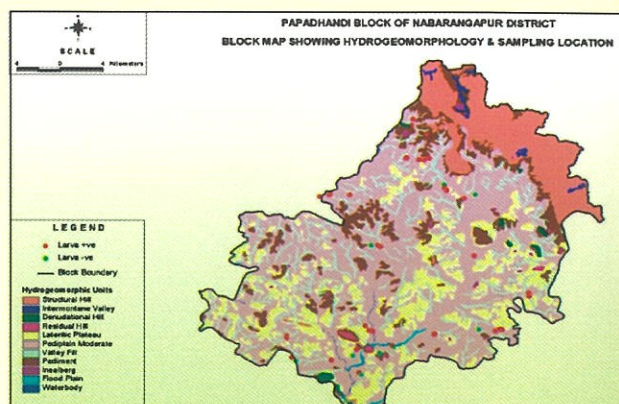 PAPADHANDI BLOCK OF NABARANGAPUR DISTRICT
BLOCK MAP SHOWING HYDROGEOMORPHOLOGY & SAMPLING LOCATION
SCALE
4 0 4 Kilometers
LEGEND
Larva +ve
Larva -ve
Block Boundary
Hydrogeomorphic Units
Structural Hill
Intermontane Valley
Denudational Hill
Residual Hill
Lateritic Plateau
Pediplain Moderate
Valley Fill
Pediment
Inselberg
Flood Plain
Waterbody